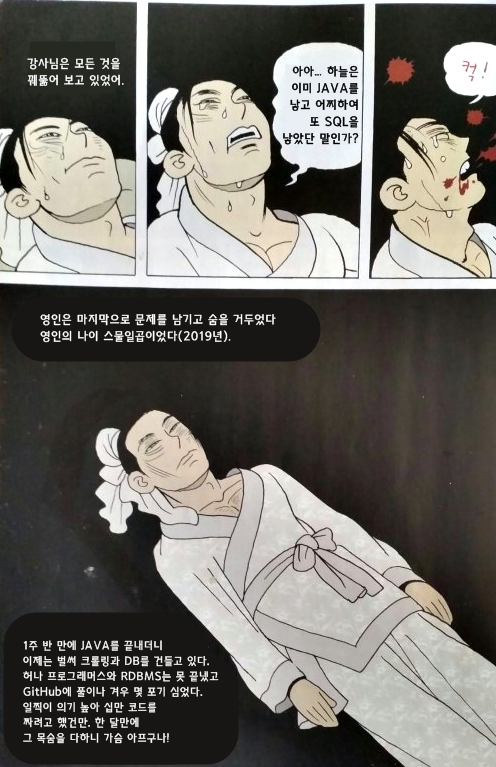 강사님은 모든 것을
꿰뚫어 보고 있었어.
아아... 하늘은
이미 JAVA를
낳고 어찌하여
또 SQL을
낳았단 말인가?
컥!
영인은 마지막으로 문제를 남기고 숨을 거두었다
영인의 나이 스물일곱이었다(2019년).
1주 반 만에 JAVA를 끝내더니
이제는 벌써 크롤링과 DB를 건들고 있다.
허나 프로그레머스와 RDBMS는 못 끝냈고
GitHub에 풀이나 겨우 몇 포기 심었다.
일찍이 의기 높아 십만 코드를
짜려고 했건만. 한 달만에
그 목숨을 다하니 가슴 아프구나!